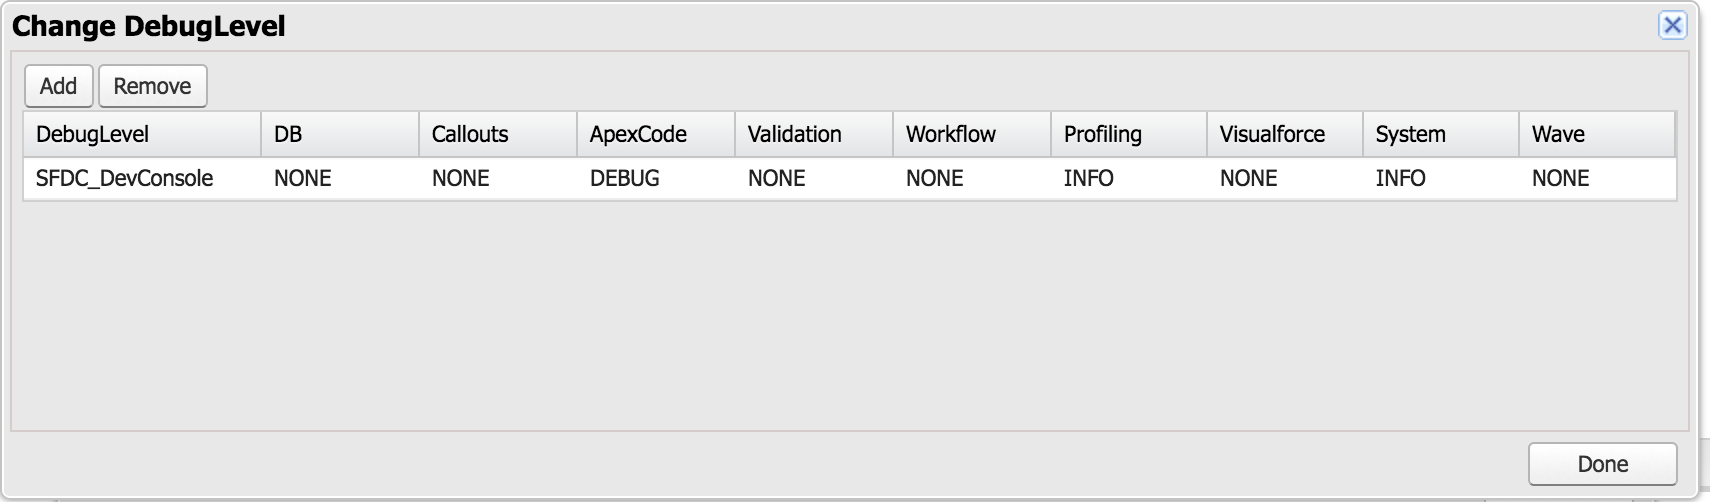 Change DebugLevel
Add Remove
DebugLevel DB Callouts ApexCode Validation Workflow Profiling Visualforce System Wave
SFDC_DevConsole NONE NONE DEBUG NONE NONE INFO NONE INFO NONE
Done